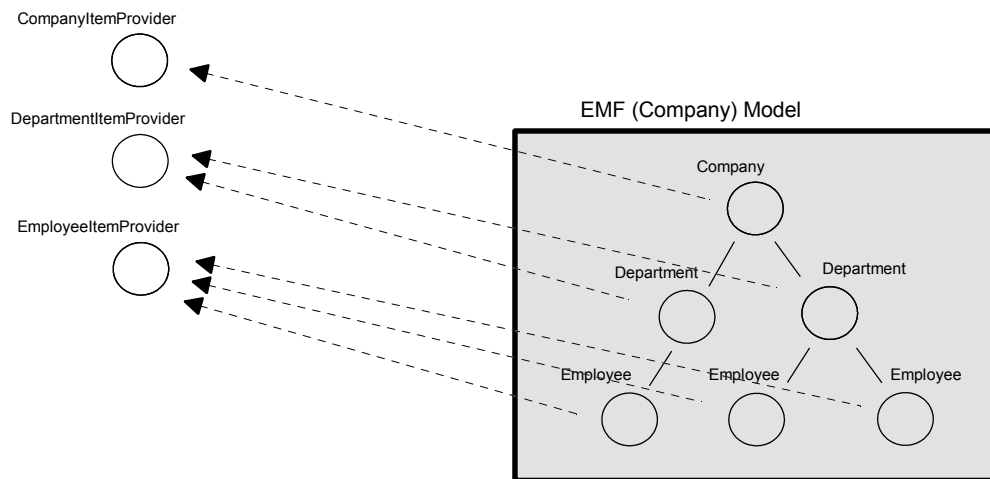 CompanyItemProvider
DepartmentItemProvider
EmployeeItemProvider
EMF (Company) Model
Company
Department
Department
Employee
Employee
Employee